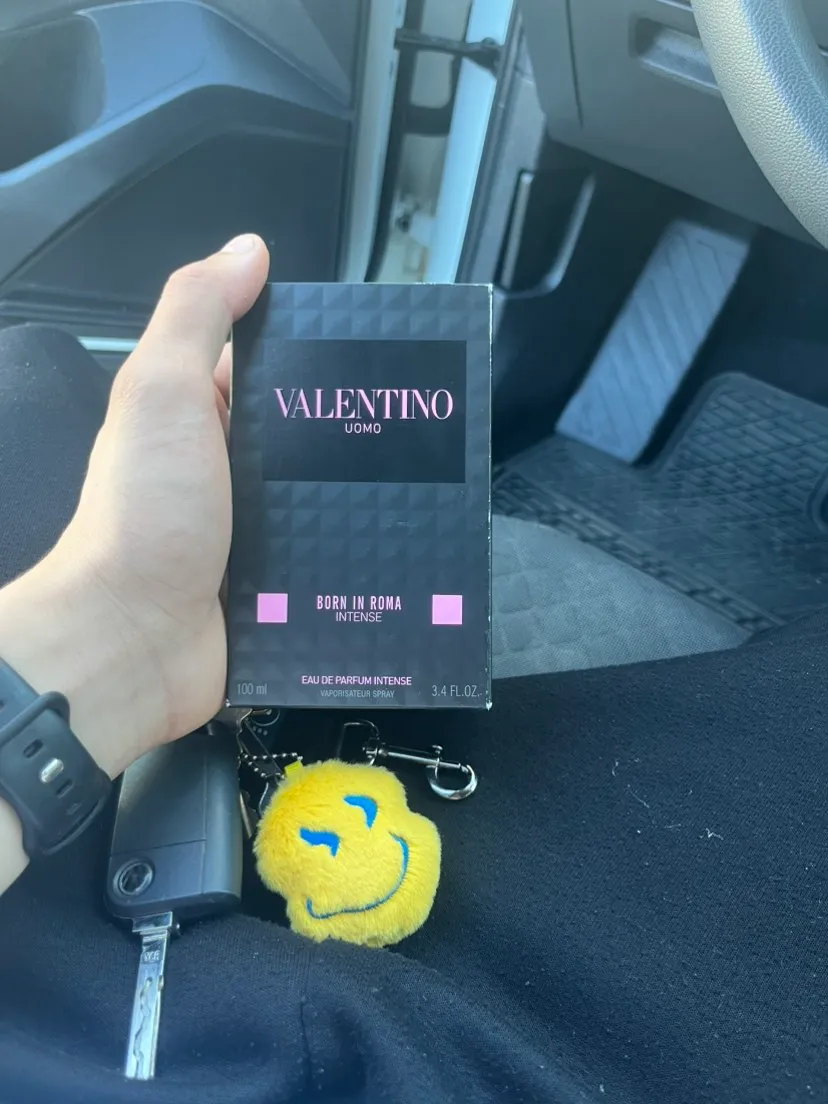 VALENTINO
UOMO
BORN IN ROMA
INTENSE
EAU DE PARFUM INTENSE
100 ml VAPORISATEUR SPRAY 3.4 FL.OZ.